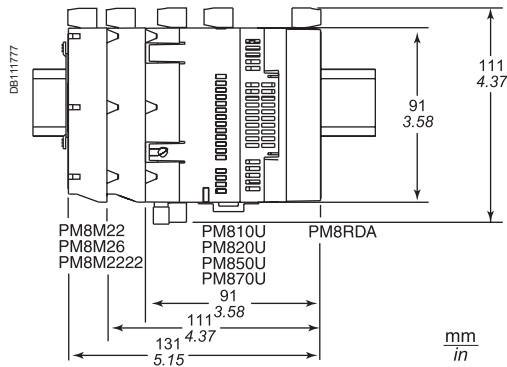 DB111777
111
4.37
91
3.58
PM8M22
PM8M26
PM8M2222
PM810U
PM820U
PM850U
PM870U
PM8RDA
91
3.58
111
4.37
131
5.15
mm
in